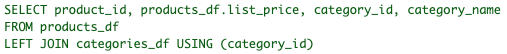 SELECT product_id, products_df.list_price, category_id, category_name
FROM products_df
LEFT JOIN categories_df USING (category_id)